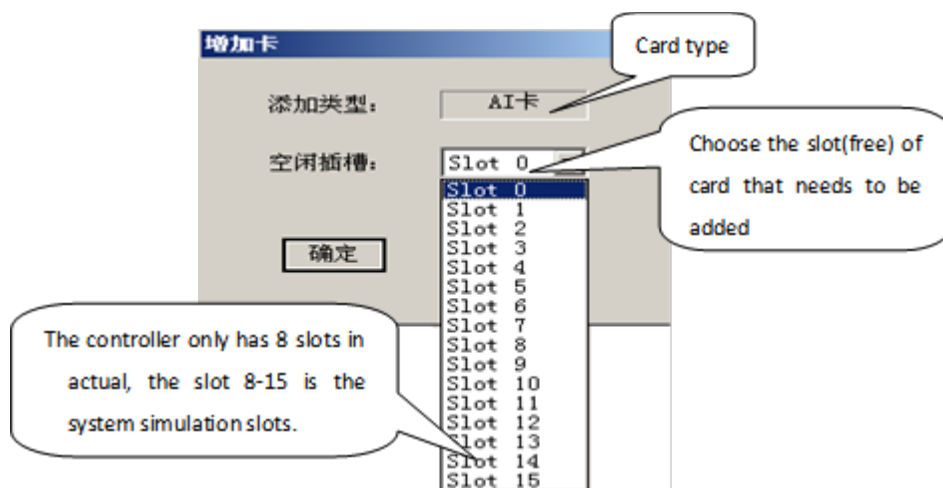 增加卡
Card type
添加类型:
AI卡
Choose the slot(free) of
card that needs to be
added
空闲插槽:
Slot 0
Slot 0
Slot 1
Slot 2
Slot 3
Slot 4
Slot 5
Slot 6
Slot 7
Slot 8
Slot 9
Slot 10
Slot 11
Slot 12
Slot 13
Slot 14
Slot 15
确定
The controller only has 8 slots in
actual, the slot 8-15 is the
system simulation slots.